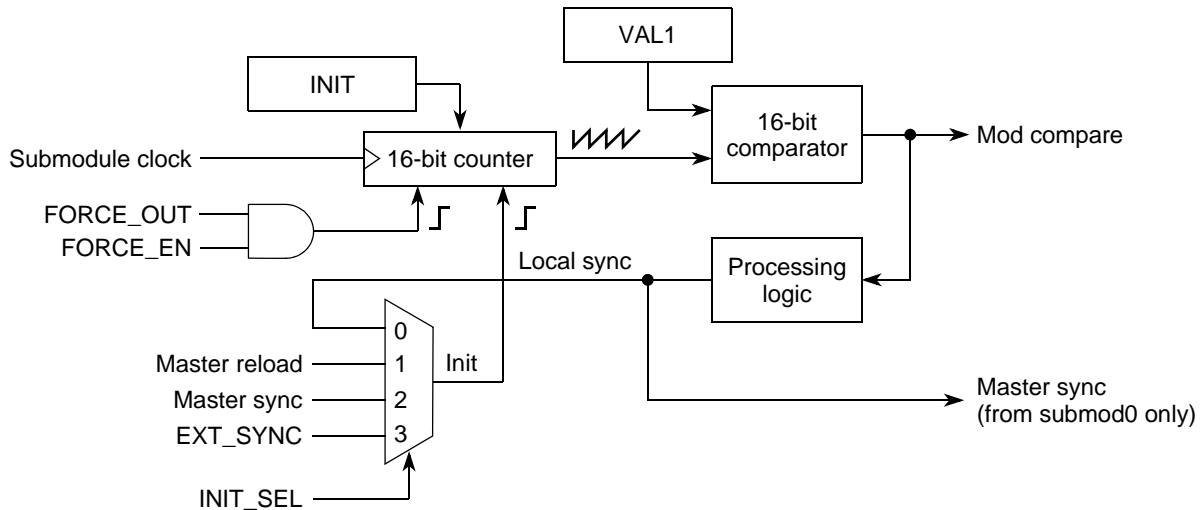 VAL1
INIT
16-bit
comparator
Mod compare
Submodule clock
16-bit counter
FORCE_OUT
FORCE_EN
Local sync
Processing
logic
0
Master reload
1
Init
Master sync
2
Master sync
(from submod0 only)
EXT_SYNC
3
INIT_SEL